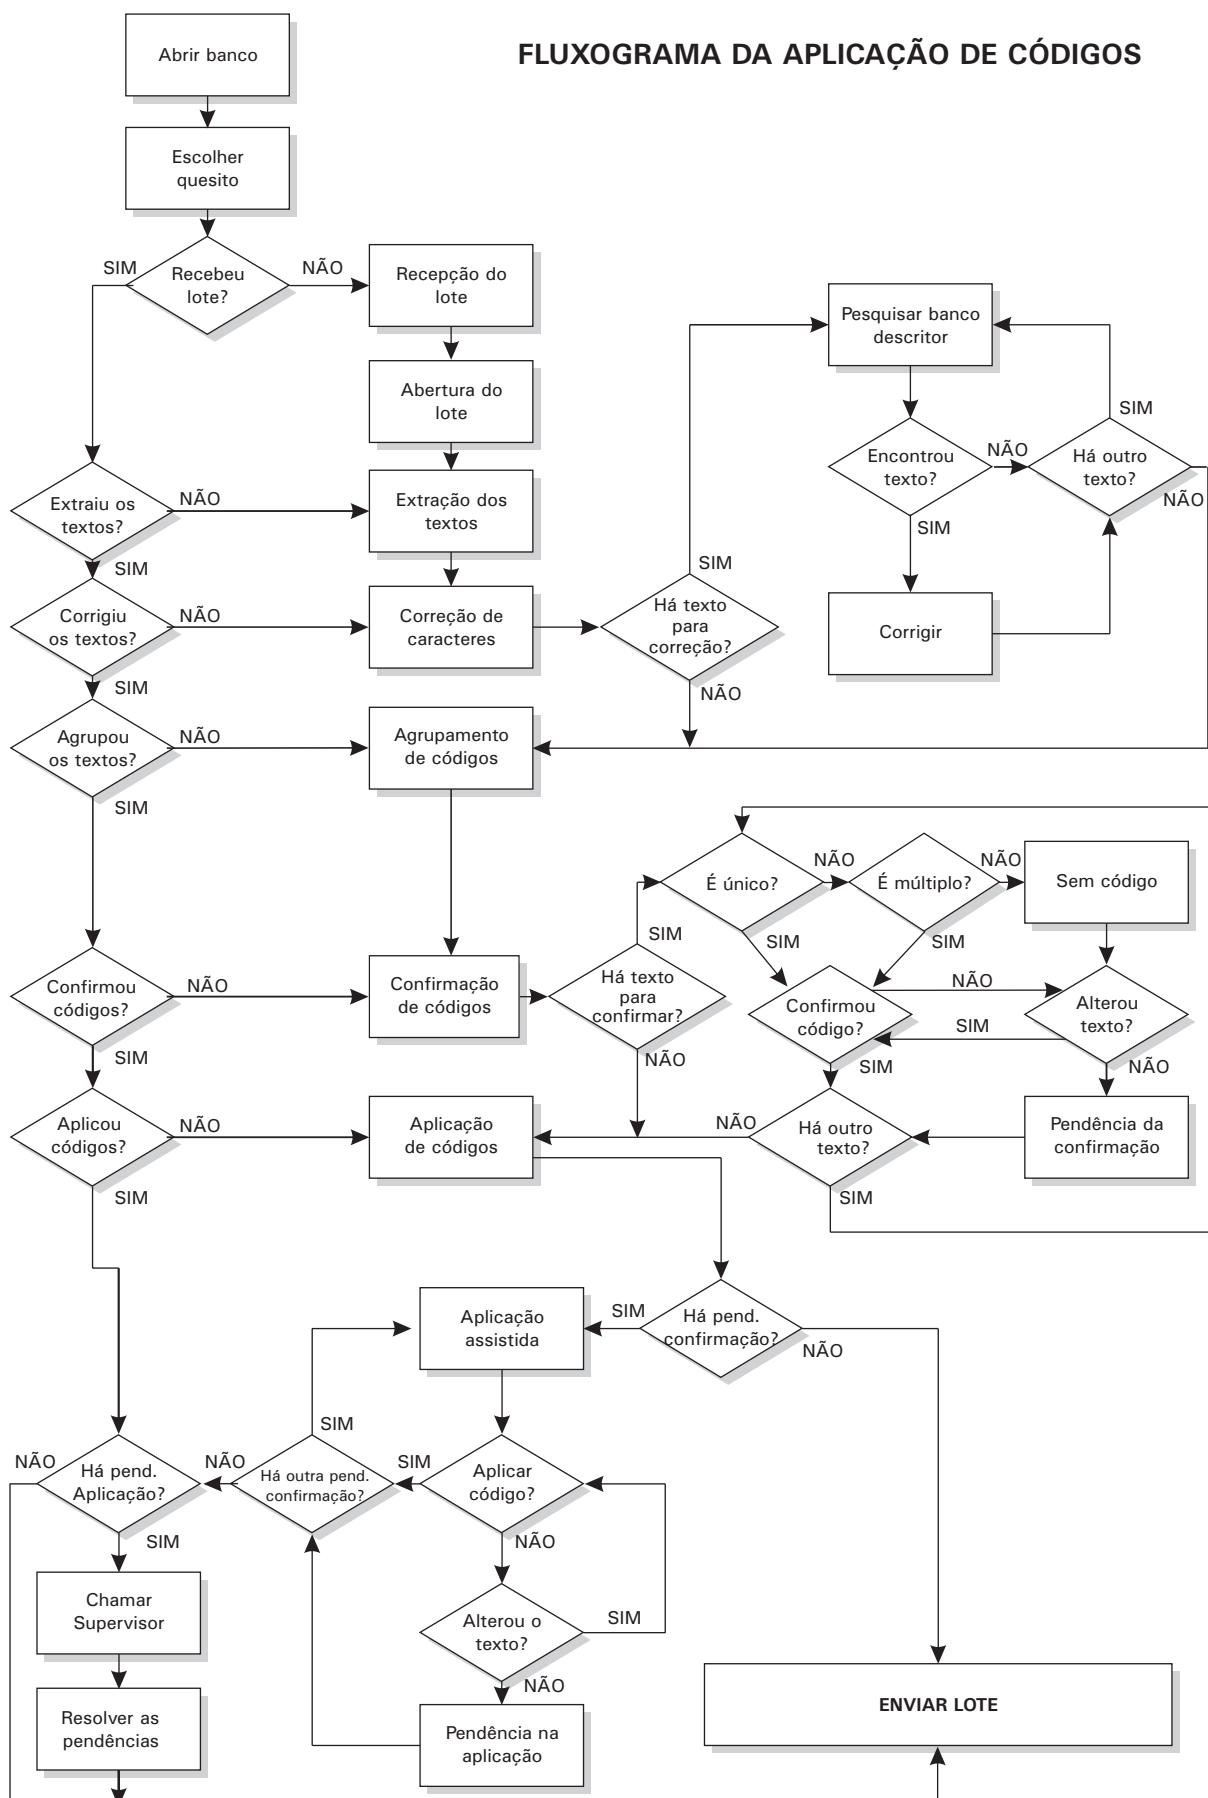 FLUXOGRAMA DA APLICAÇÃO DE CÓDIGOS
Abrir banco
Escolher
quesito
Recebeu
lote?
SIM
NÃO
Recepção do
lote
Abertura do
lote
Extraiu os
textos?
NÃO
SIM
Extração dos
textos
Corrigiu
os textos?
NÃO
SIM
Correção de
caracteres
Há texto
para
correção?
SIM
NÃO
Pesquisar banco
descritor
Encontrou
texto?
NÃO
SIM
Há outro
texto?
SIM
NÃO
Corrigir
Agrupou
os textos?
NÃO
SIM
Agrupamento
de códigos
É único?
NÃO
SIM
É múltiplo?
NÃO
SIM
Sem código
Confirmou
códigos?
NÃO
SIM
Confirmação
de códigos
Há texto
para
confirmar?
SIM
NÃO
Confirmou
código?
NÃO
SIM
Alterou
texto?
SIM
NÃO
Aplicou
códigos?
NÃO
SIM
Aplicação
de códigos
Há outro
texto?
NÃO
SIM
Pendência da
confirmação
Há pend.
confirmação?
SIM
NÃO
Aplicação
assistida
Há pend.
Aplicação?
NÃO
SIM
Há outra pend.
confirmação?
SIM
NÃO
Aplicar
código?
SIM
NÃO
Chamar
Supervisor
Alterou o
texto?
SIM
NÃO
Resolver as
pendências
Pendência na
aplicação
ENVIAR LOTE